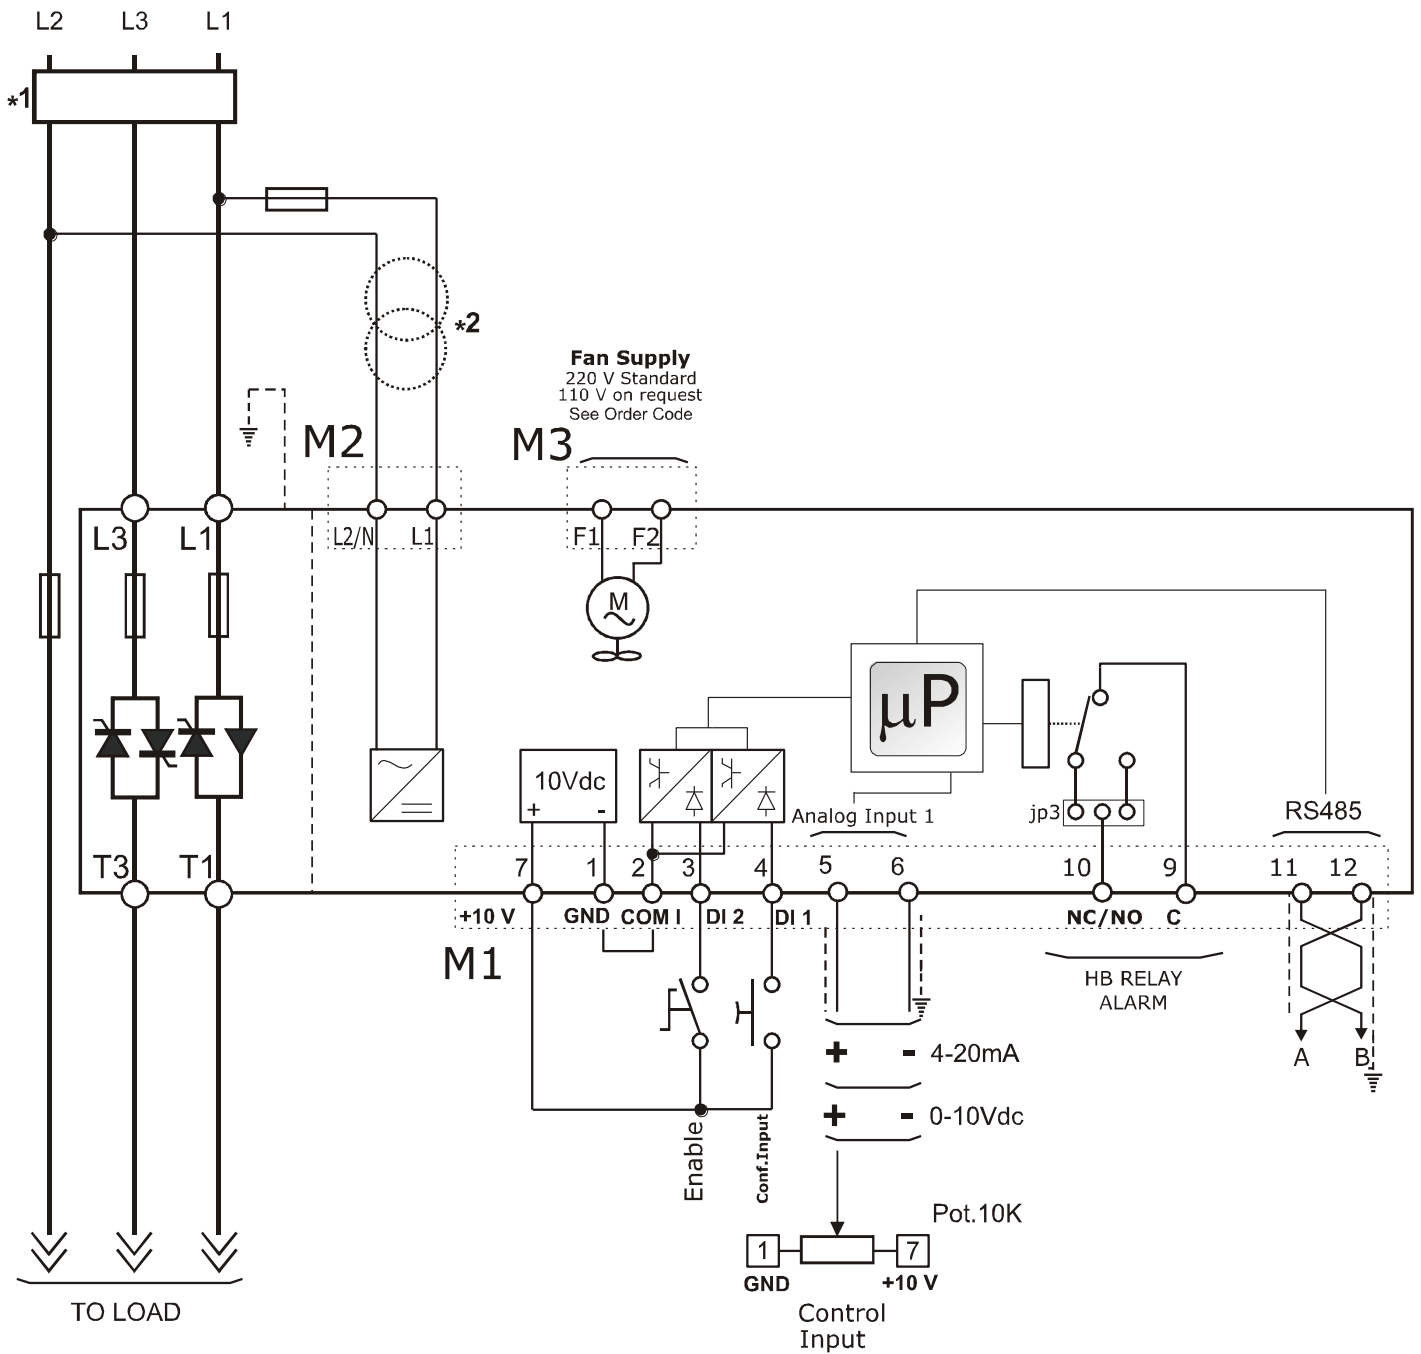 L2 L3 L1
*1
*2
Fan Supply
220 V Standard
110 V on request
See Order Code
M2 M3
L3 L1 L2/N L1 F1 F2
M
µP
10Vdc
+ -
Analog Input 1
jp3
RS485
T3 T1 7 1 2 3 4 5 6 10 9 11 12
+10 V GND COM I DI 2 DI 1 NC/NO C
M1
HB RELAY
ALARM
A B
+ - 4-20mA
+ - 0-10Vdc
Enable
Conf.Input
Pot.10K
1 7
GND +10 V
TO LOAD
Control
Input